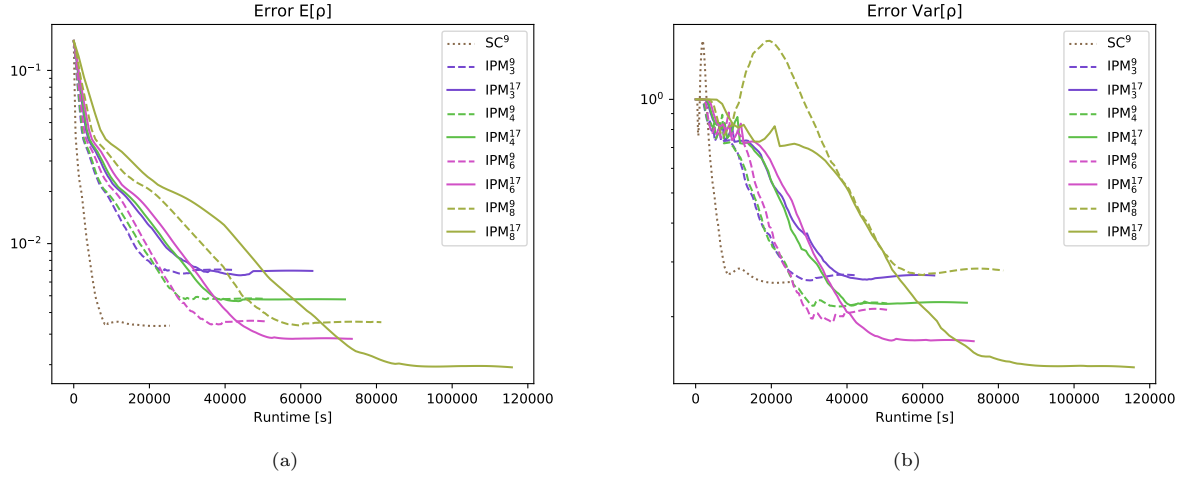 Error E[ρ]
10⁻¹
10⁻²
0
20000
40000
60000
80000
100000
120000
Runtime [s]
SC⁹
IPM₃⁹
IPM₃¹⁷
IPM₄⁹
IPM₄¹⁷
IPM₆⁹
IPM₆¹⁷
IPM₈⁹
IPM₈¹⁷
(a)
Error Var[ρ]
10⁰
0
20000
40000
60000
80000
100000
120000
Runtime [s]
SC⁹
IPM₃⁹
IPM₃¹⁷
IPM₄⁹
IPM₄¹⁷
IPM₆⁹
IPM₆¹⁷
IPM₈⁹
IPM₈¹⁷
(b)